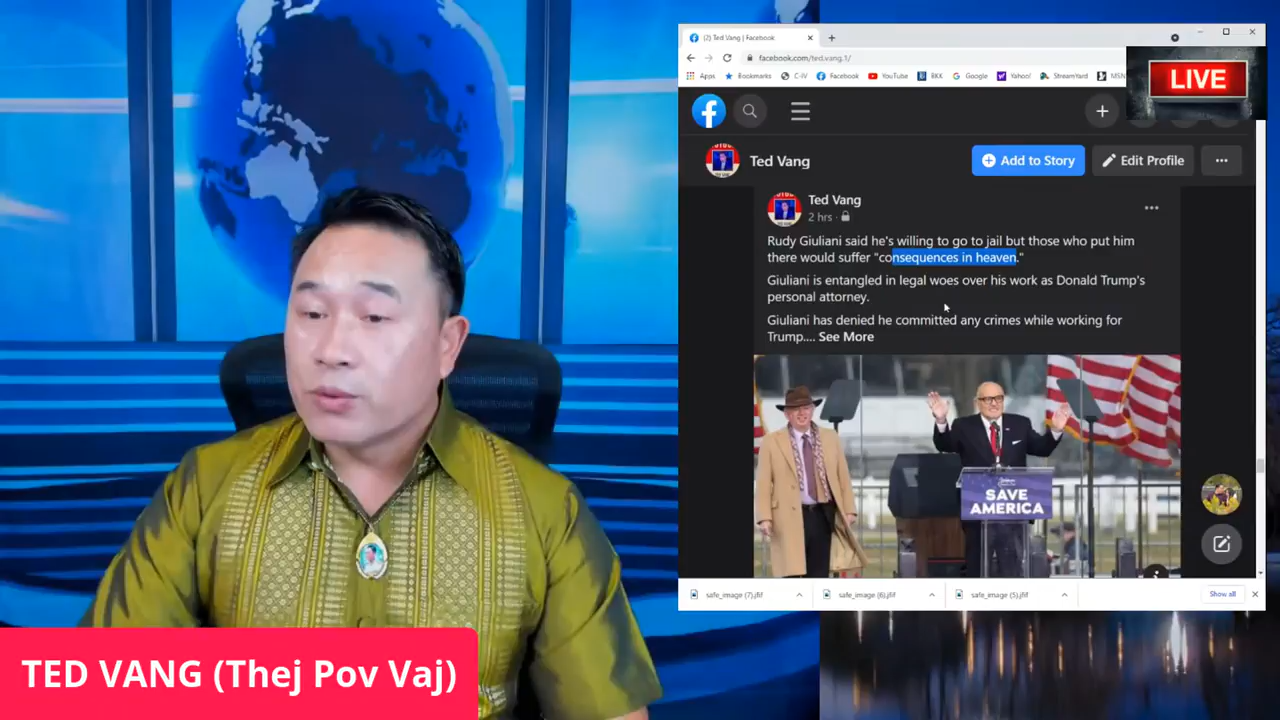 (2) Ted Vang | Facebook
facebook.com/ted.vang.1/
Apps Bookmarks C-IV Facebook YouTube BKK Google Yahoo! StreamYard MSN
LIVE
Ted Vang
Add to Story
Edit Profile
Ted Vang
2 hrs
Rudy Giuliani said he's willing to go to jail but those who put him
there would suffer "consequences in heaven."
Giuliani is entangled in legal woes over his work as Donald Trump's
personal attorney.
Giuliani has denied he committed any crimes while working for
Trump.... See More
SAVE
AMERICA
safe_image (7).jfif
safe_image (6).jfif
safe_image (5).jfif
Show all
TED VANG (Thej Pov Vaj)